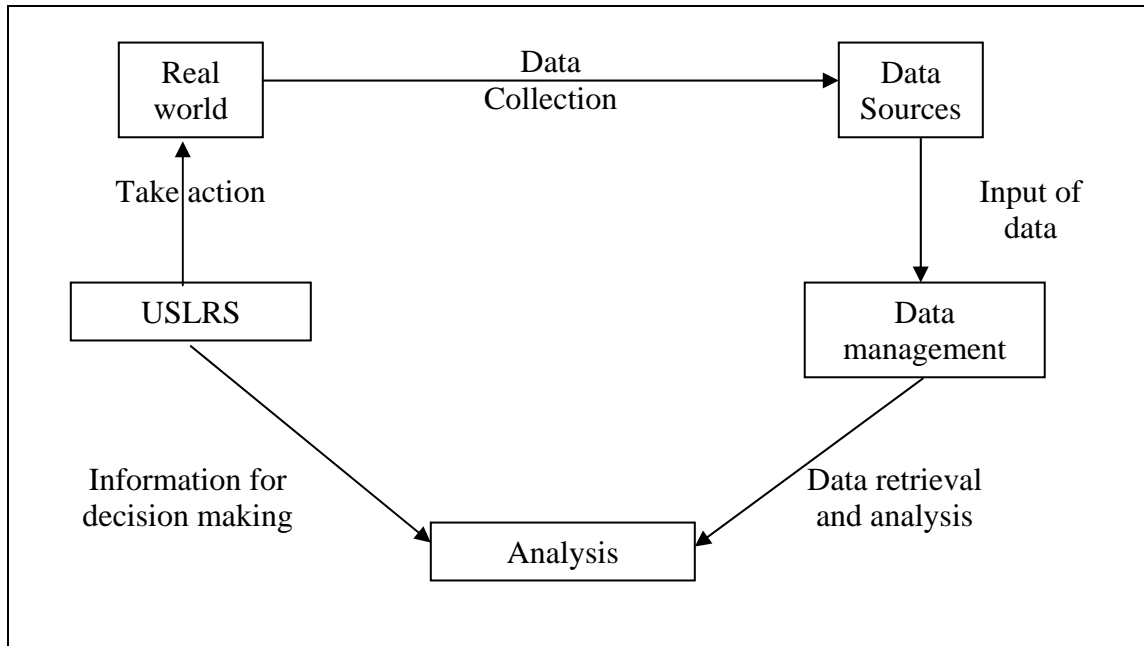 Real
world
Data
Collection
Data
Sources
Take action
Input of
data
USLRS
Data
management
Information for
decision making
Data retrieval
and analysis
Analysis